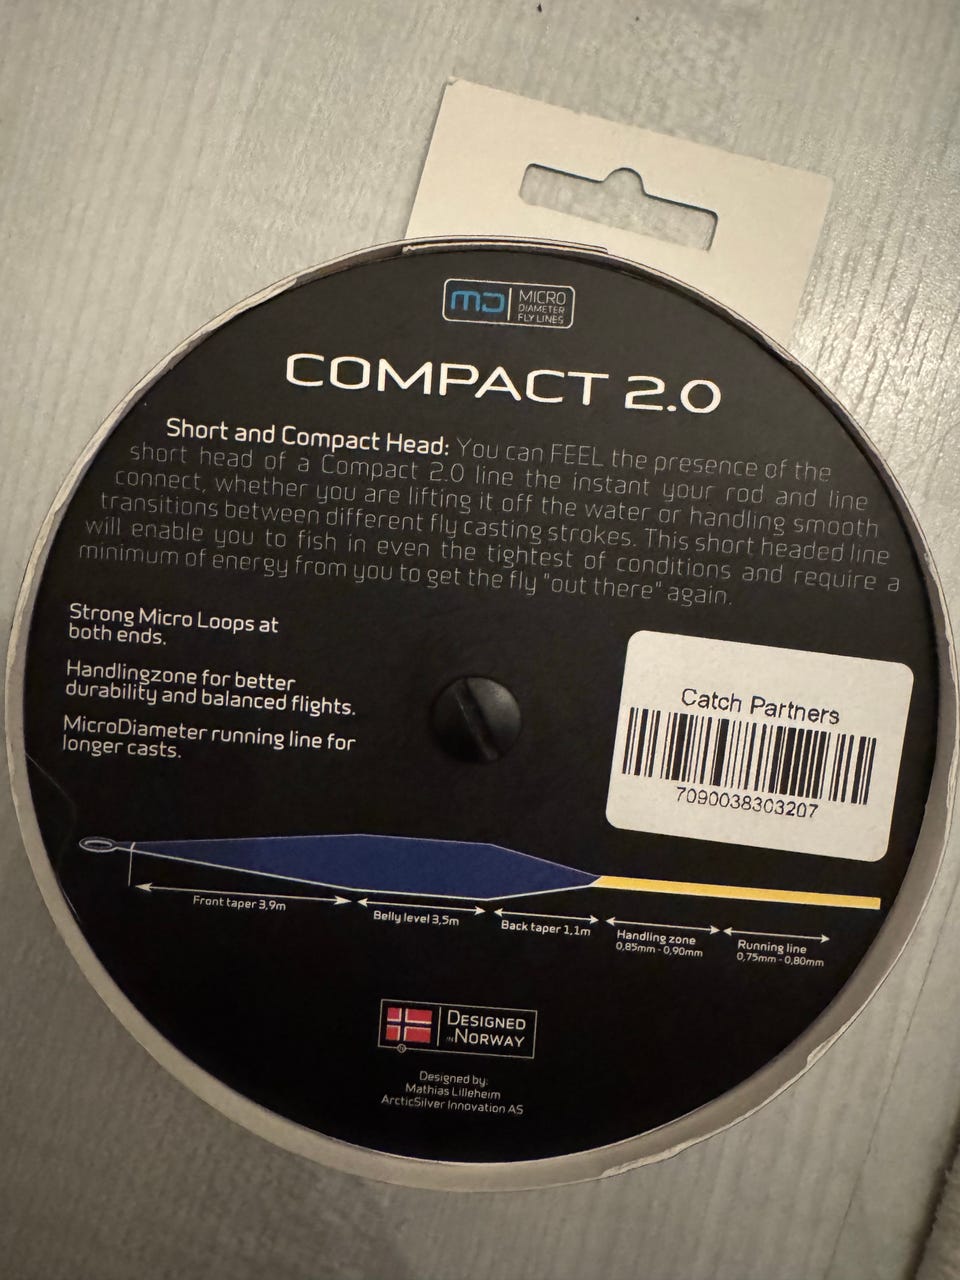 MD MICRO
DIAMETER
FLY LINES
COMPACT 2.0
Short and Compact Head: You can FEEL the presence of the
short head of a Compact 2.0 line the instant your rod and line
connect, whether you are lifting it off the water or handling smooth
transitions between different fly casting strokes. This short headed line
will enable you to fish in even the tightest of conditions and require a
minimum of energy from you to get the fly "out there" again.
Strong Micro Loops at
both ends.
Handlingzone for better
durability and balanced flights.
MicroDiameter running line for
longer casts.
Catch Parthers
7090038303207
Front taper 3,9m
Belly level 3,5m
Back taper 1,1m
Handling zone
0,85mm - 0,90mm
Running line
0,75mm - 0,80mm
DESIGNED
IN NORWAY
Designed by:
Mathias Lilleheim
ArcticSilver Innovation AS